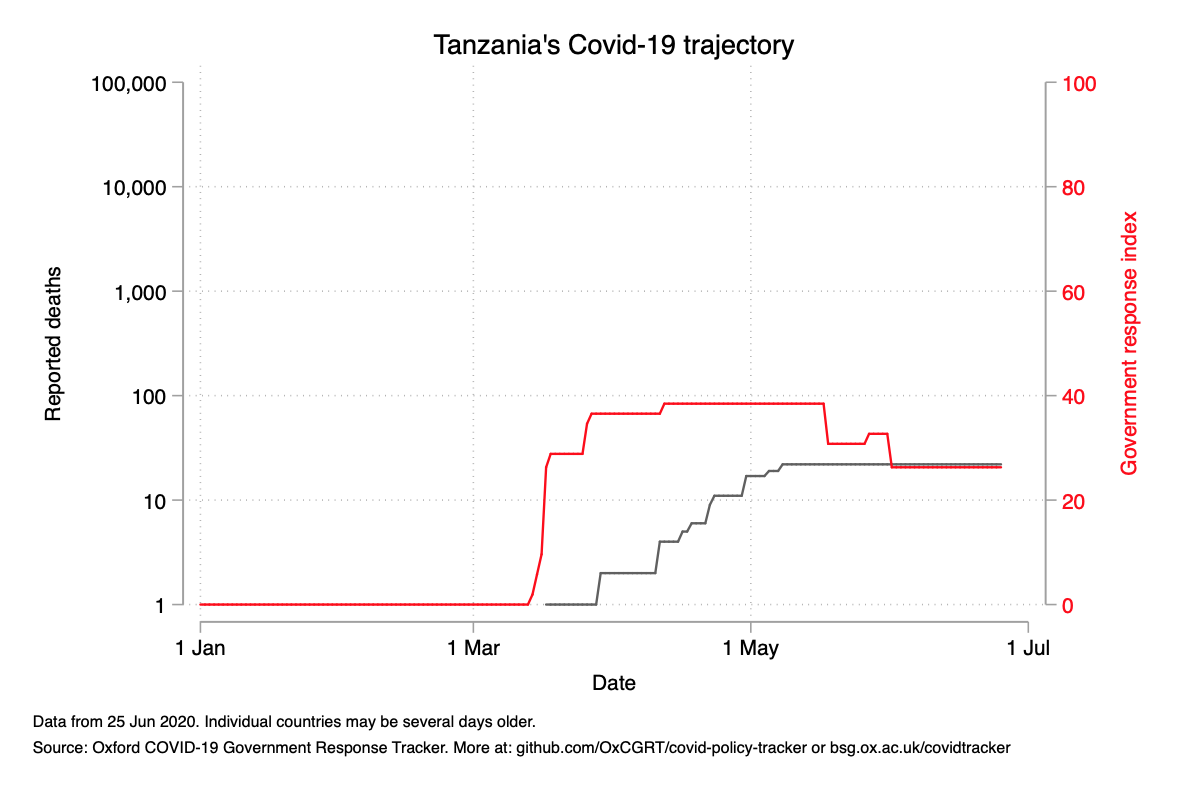 Tanzania's Covid-19 trajectory
100,000
10,000
1,000
100
10
1
Reported deaths
100
80
60
40
20
0
Government response index
1 Jan
1 Mar
1 May
1 Jul
Date
Data from 25 Jun 2020. Individual countries may be several days older.
Source: Oxford COVID-19 Government Response Tracker. More at: github.com/OxCGRT/covid-policy-tracker or bsg.ox.ac.uk/covidtracker